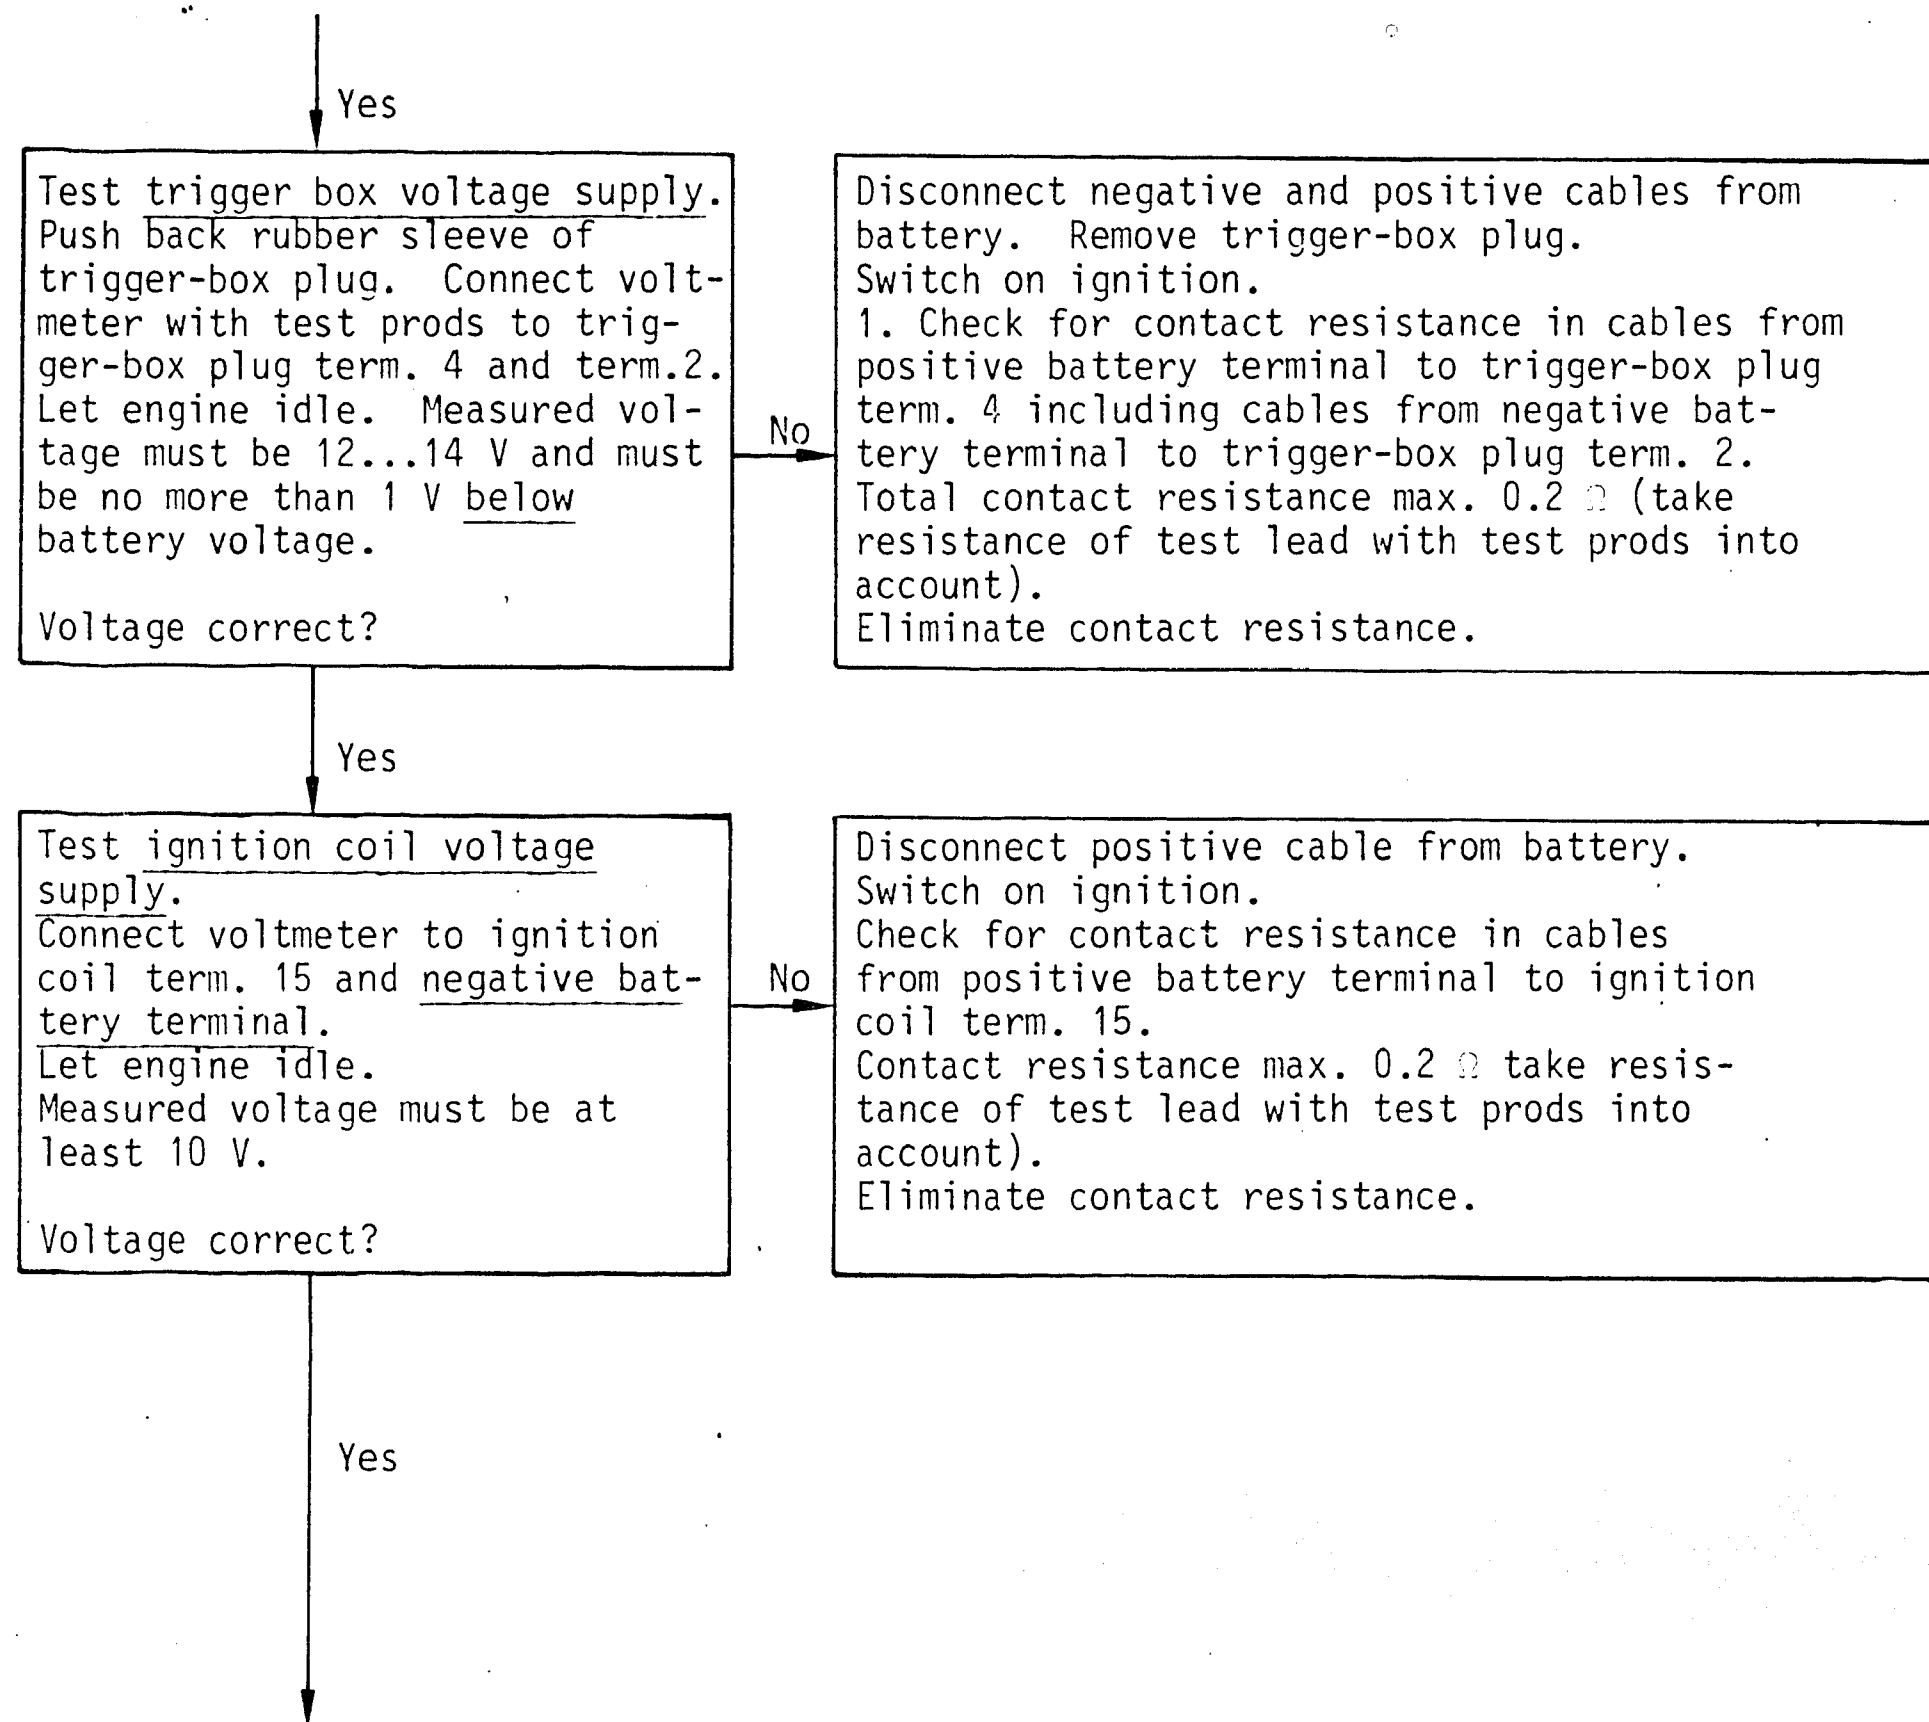 Yes
Test trigger box voltage supply.
Push back rubber sleeve of
trigger-box plug. Connect volt-
meter with test prods to trig-
ger-box plug term. 4 and term.2.
Let engine idle. Measured vol-
tage must be 12...14 V and must
be no more than 1 V below
battery voltage.
Voltage correct?
No
Disconnect negative and positive cables from
battery. Remove trigger-box plug.
Switch on ignition.
1. Check for contact resistance in cables from
positive battery terminal to trigger-box plug
term. 4 including cables from negative bat-
tery terminal to trigger-box plug term. 2.
Total contact resistance max. 0.2 Ω (take
resistance of test lead with test prods into
account).
Eliminate contact resistance.
Yes
Test ignition coil voltage
supply.
Connect voltmeter to ignition
coil term. 15 and negative bat-
tery terminal.
Let engine idle.
Measured voltage must be at
least 10 V.
Voltage correct?
No
Disconnect positive cable from battery.
Switch on ignition.
Check for contact resistance in cables
from positive battery terminal to ignition
coil term. 15.
Contact resistance max. 0.2 Ω take resis-
tance of test lead with test prods into
account).
Eliminate contact resistance.
Yes